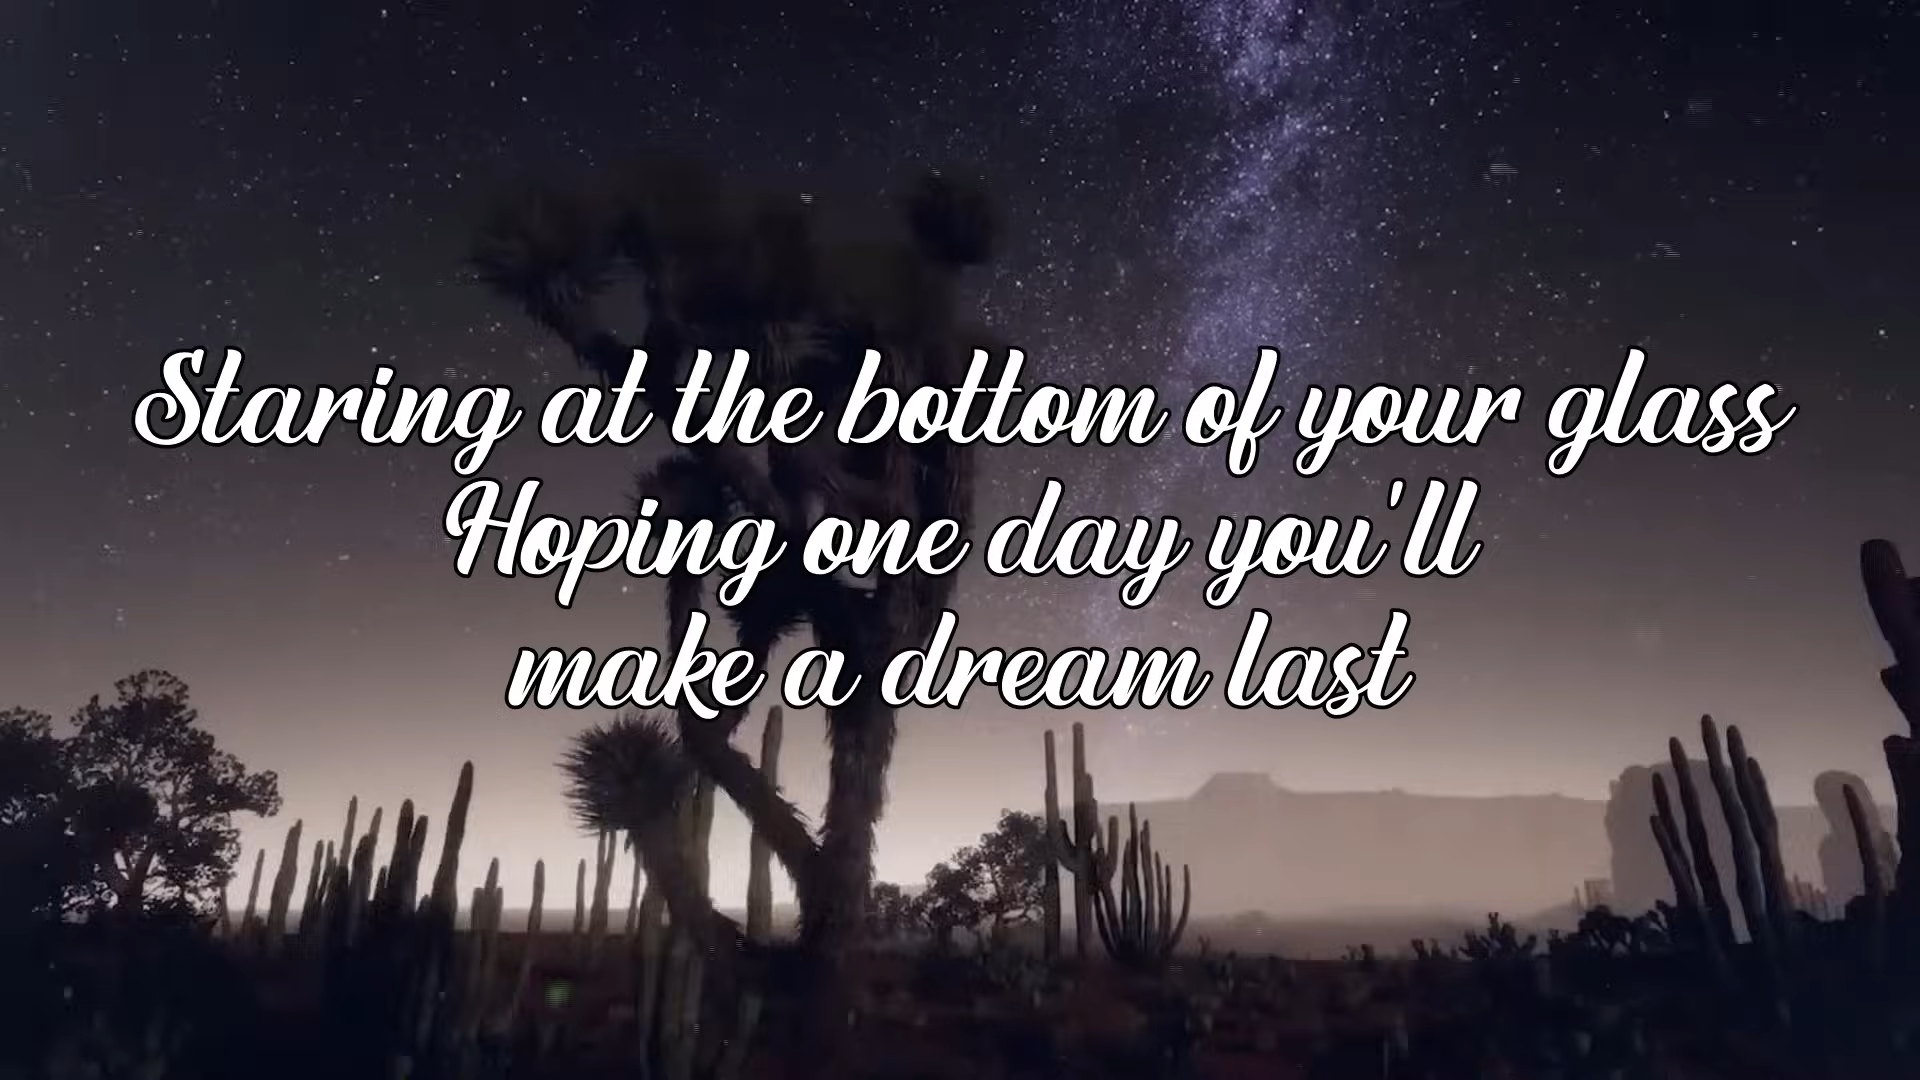 Staring at the bottom of your glass
Hoping one day you'll
make a dream last